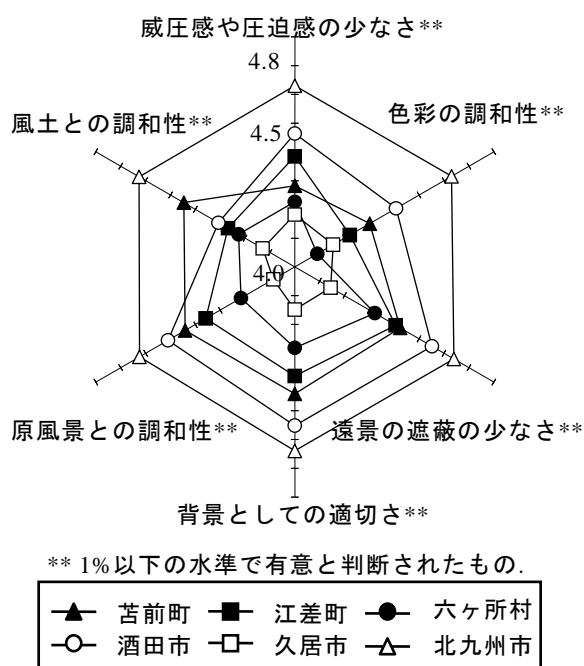 威圧感や圧迫感の少なさ**
4.8
色彩の調和性**
風土との調和性**
4.5
4.0
原風景との調和性**
遠景の遮蔽の少なさ**
背景としての適切さ**
** 1%以下の水準で有意と判断されたもの.
苫前町 江差町 六ヶ所村
酒田市 久居市 北九州市